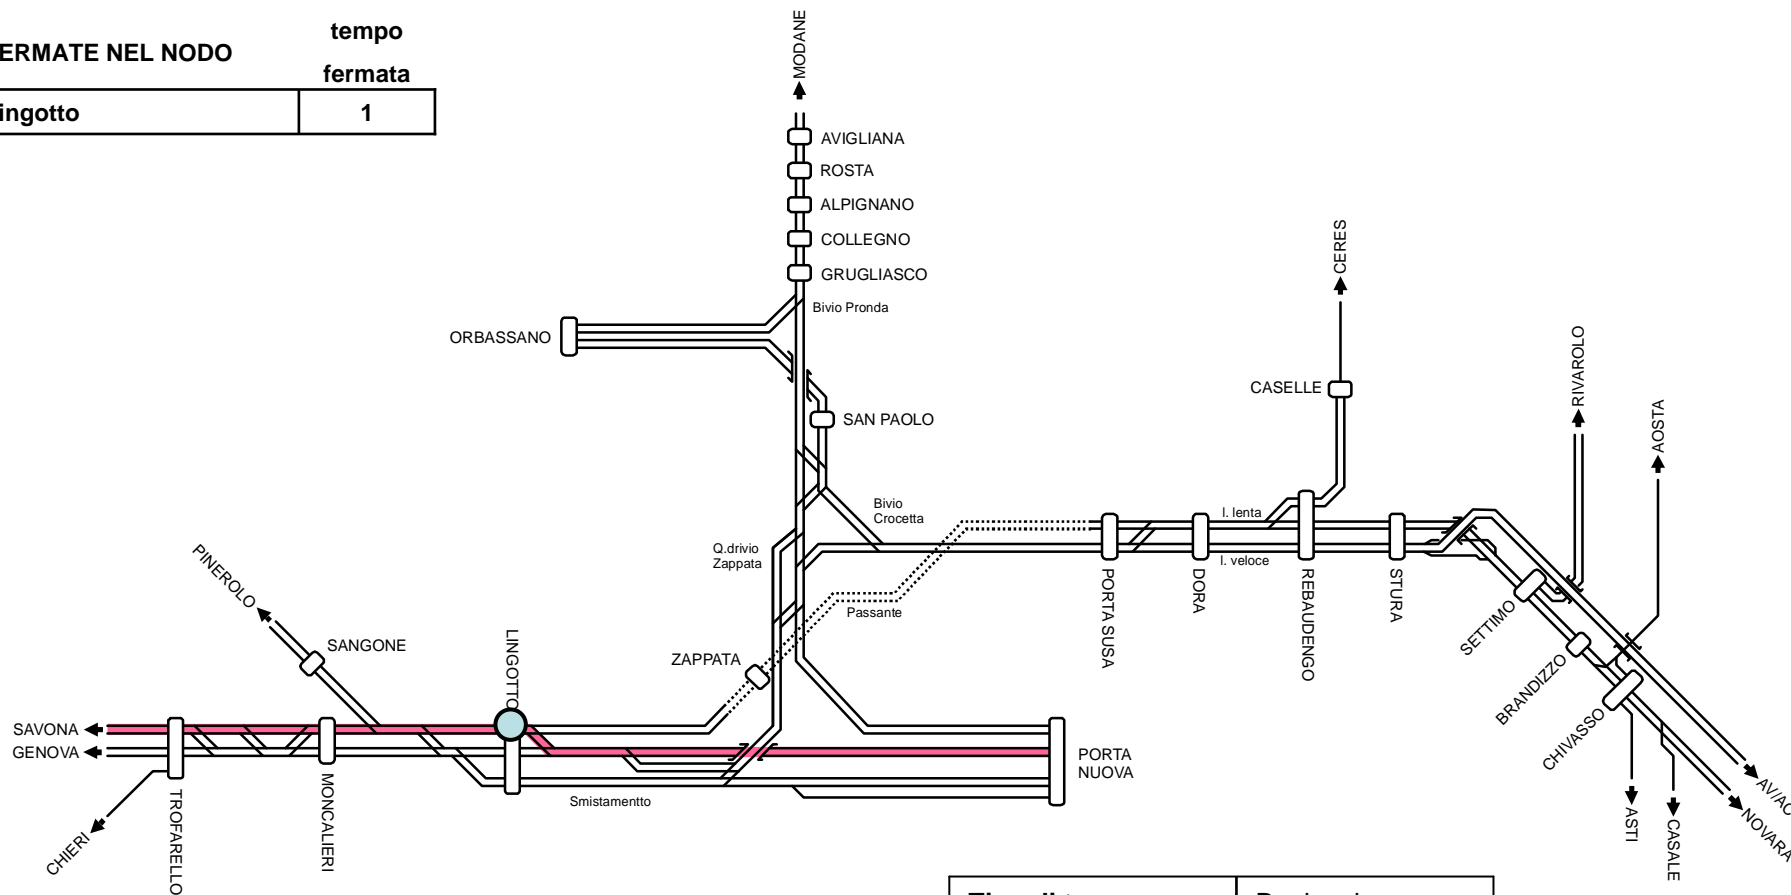 tempo
ERMATE NEL NODO
fermata
ingotto
1
MODANE
AVIGLIANA
ROSTA
ALPIGNANO
COLLEGNO
GRUGLIASCO
Bivio Pronda
ORBASSANO
SAN PAOLO
CERES
CASELLE
RIVAROLO
AOSTA
Bivio
Crocetta
l. lenta
l. veloce
Q.drivio
Zappata
Passante
PORTA SUSA
DORA
REBAUDENGO
STURA
SETTIMO
BRANDIZZO
CHIVASSO
PINEROLO
SANGONE
LINGOTTO
ZAPPATA
SAVONA
GENOVA
PORTA
NUOVA
Smistamentto
CHIERI
TROFARELLO
MONCALIERI
ASTI
CASALE
NOVARA
AV/AC